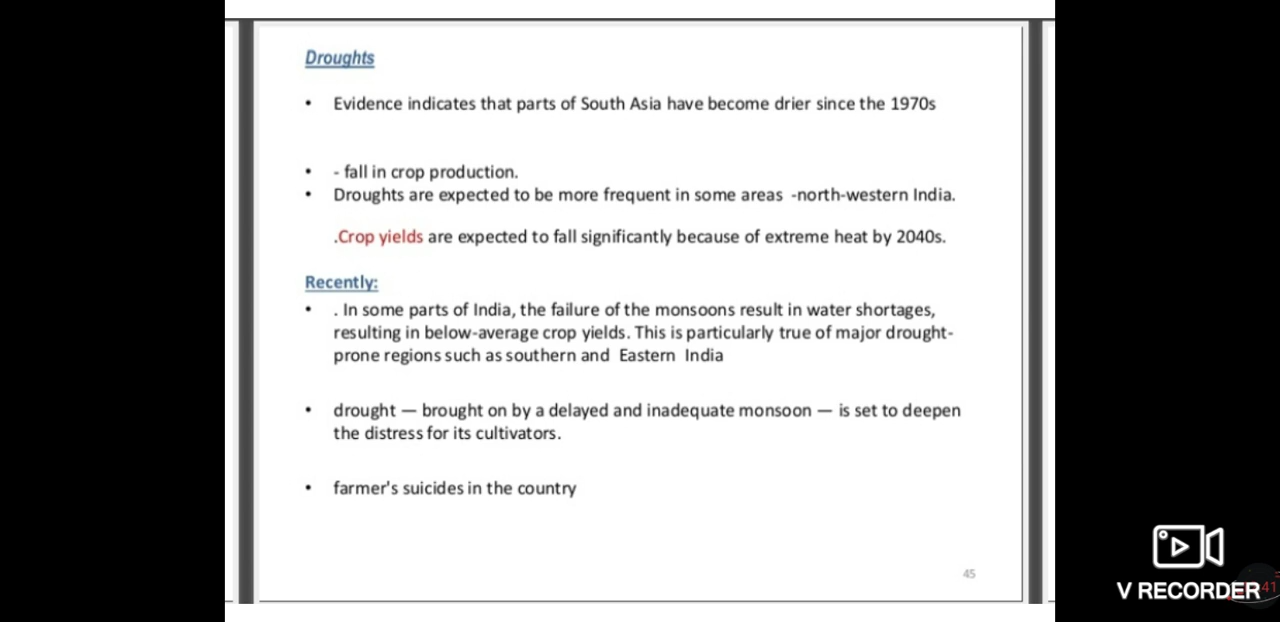 Droughts
• Evidence indicates that parts of South Asia have become drier since the 1970s
• - fall in crop production.
• Droughts are expected to be more frequent in some areas -north-western India.
.Crop yields are expected to fall significantly because of extreme heat by 2040s.
Recently:
• . In some parts of India, the failure of the monsoons result in water shortages,
resulting in below-average crop yields. This is particularly true of major drought-
prone regions such as southern and Eastern India
• drought — brought on by a delayed and inadequate monsoon — is set to deepen
the distress for its cultivators.
• farmer's suicides in the country
45
V RECORDER
41